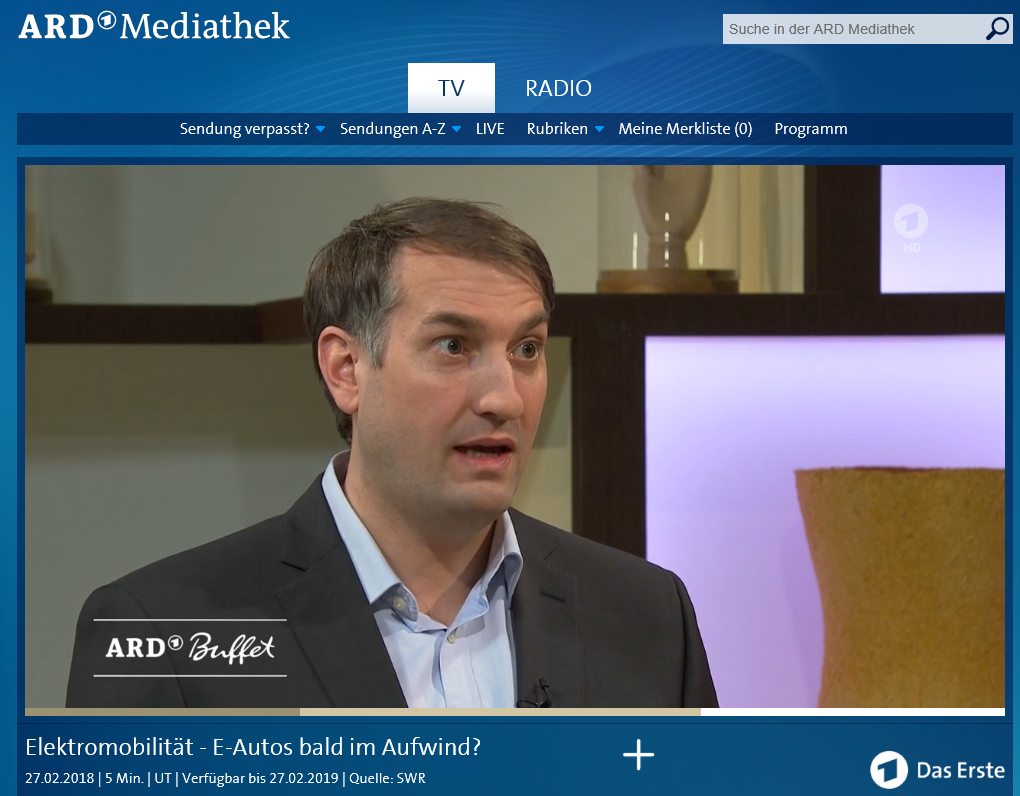 ARD Mediathek
Suche in der ARD Mediathek
TV RADIO
Sendung verpasst? Sendungen A-Z LIVE Rubriken Meine Merkliste (0) Programm
1
HD
ARD Buffet
Elektromobilität - E-Autos bald im Aufwind?
27.02.2018 | 5 Min. | UT | Verfügbar bis 27.02.2019 | Quelle: SWR
1 Das Erste